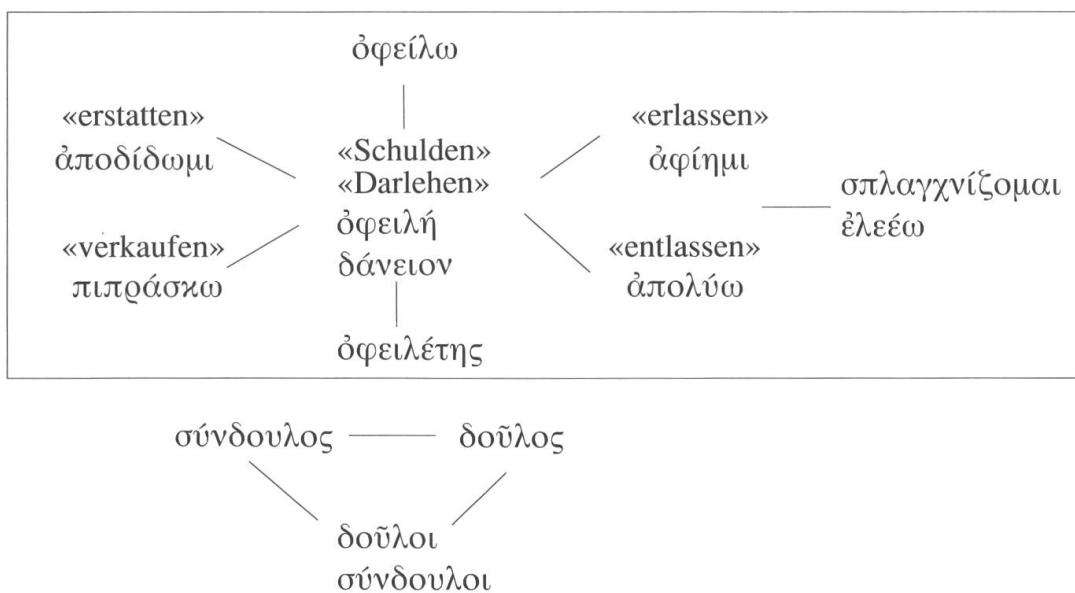 ὀφείλω
«erstatten»
ἀποδίδωμι
«verkaufen»
πιπράσκω
«Schulden»
«Darlehen»
ὀφειλή
δάνειον
ὀφειλέτης
«erlassen»
ἀφίημι
«entlassen»
ἀπολύω
σπλαγχνίζομαι
ἐλεέω
σύνδουλος
δοῦλος
δοῦλοι
σύνδουλοι